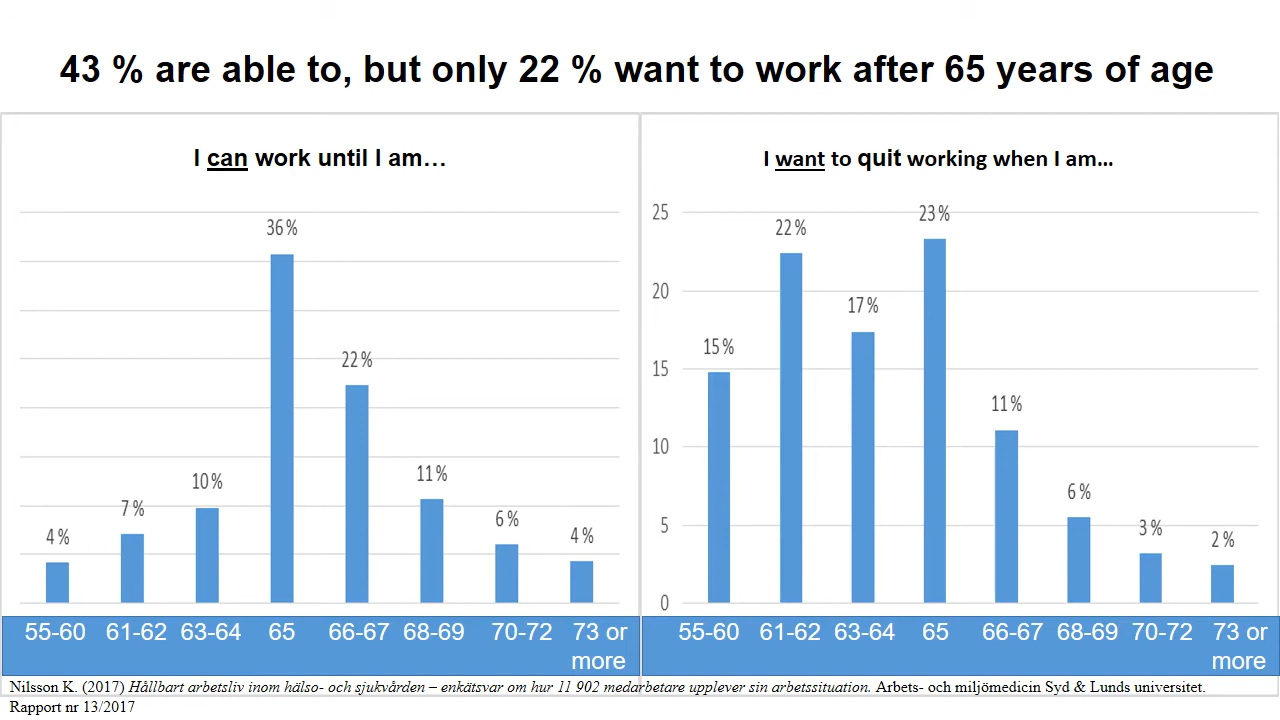 43 % are able to, but only 22 % want to work after 65 years of age
I can work until I am…
36 %
22 %
11 %
10 %
7 %
6 %
4 %
4 %
55-60 61-62 63-64 65 66-67 68-69 70-72 73 or
more
I want to quit working when I am...
25
20
15
10
5
0
15 %
22 %
17 %
23 %
11 %
6 %
3 %
2 %
55-60 61-62 63-64 65 66-67 68-69 70-72 73 or
more
Nilsson K. (2017) Hållbart arbetsliv inom hälso- och sjukvården – enkätsvar om hur 11 902 medarbetare upplever sin arbetssituation. Arbets- och miljömedicin Syd & Lunds universitet.
Rapport nr 13/2017